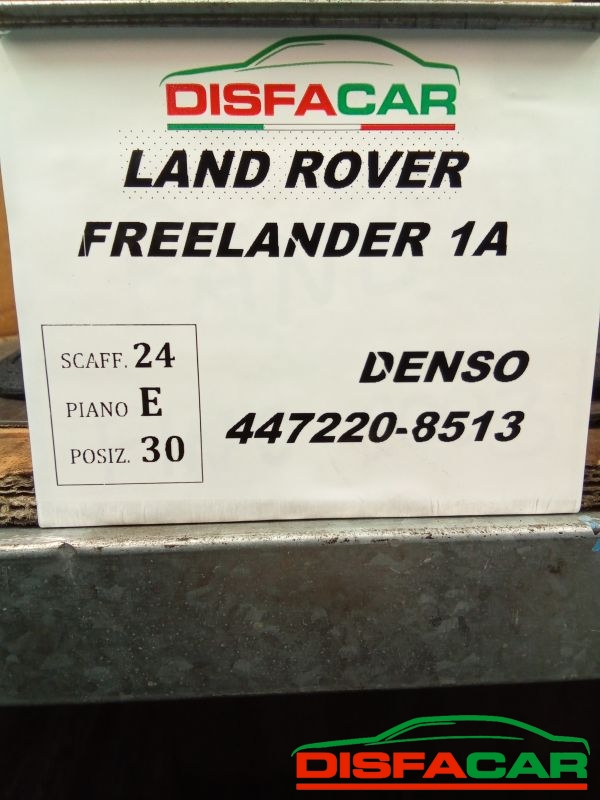 DISFACAR
LAND ROVER
FREELANDER 1A
SCAFF. 24
PIANO E
POSIZ. 30
DENSO
447220-8513
DISFACAR